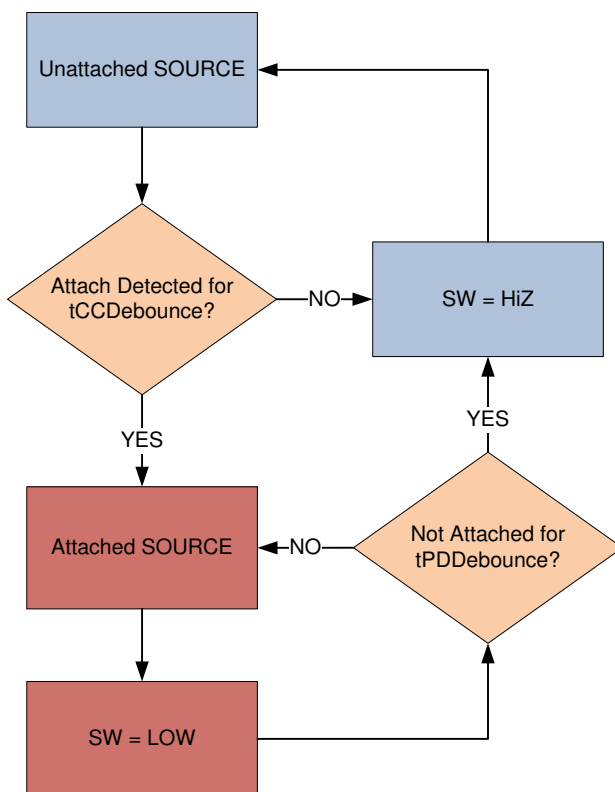 Unattached SOURCE
Attach Detected for
tCCDebounce?
NO
SW = HiZ
YES
YES
Attached SOURCE
NO
Not Attached for
tPDDebounce?
SW = LOW